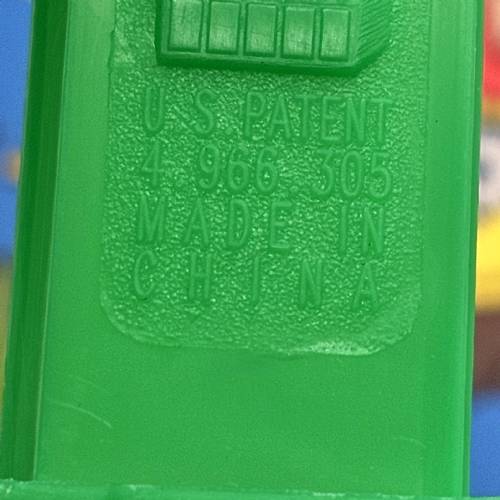 U S PATENT
4.966.305
MADE IN
CHINA